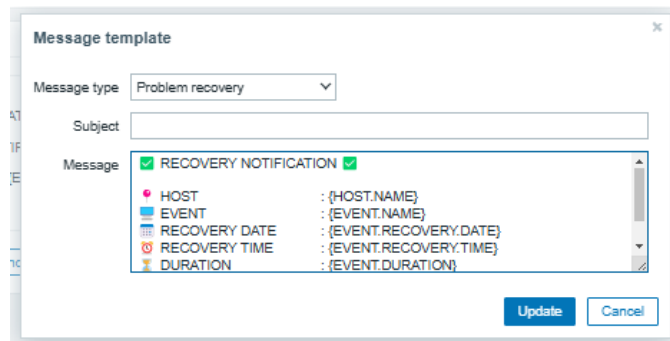 Message template
Message type Problem recovery
Subject
Message ✅ RECOVERY NOTIFICATION ✅
📍 HOST : {HOST.NAME}
🖥️ EVENT : {EVENT.NAME}
📅 RECOVERY DATE : {EVENT.RECOVERY.DATE}
⏰ RECOVERY TIME : {EVENT.RECOVERY.TIME}
⏳ DURATION : {EVENT.DURATION}
Update Cancel